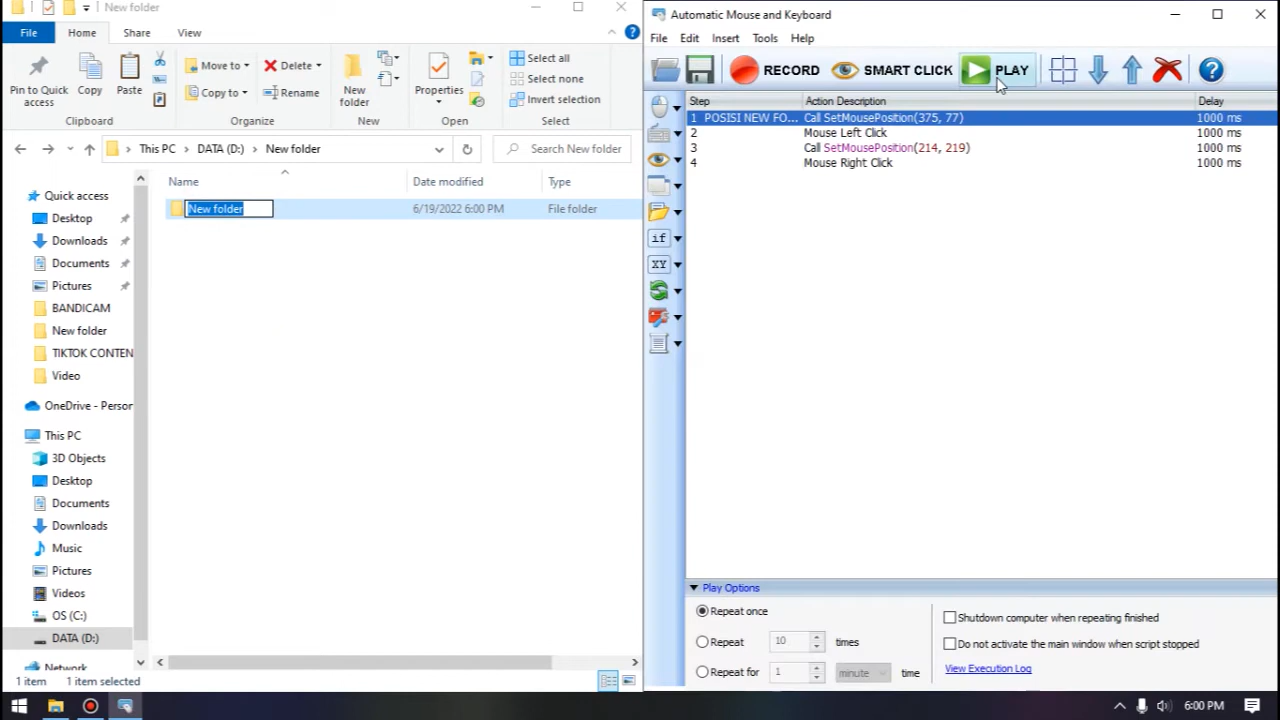 New folder
Automatic Mouse and Keyboard
File Home Share View
File Edit Insert Tools Help
Pin to Quick access
Copy
Paste
Move to
Copy to
Delete
Rename
New folder
Properties
Select all
Select none
Invert selection
Clipboard Organize New Open Select
RECORD SMART CLICK PLAY
This PC > DATA (D:) > New folder
Search New folder
Name Date modified Type
New folder 6/19/2022 6:00 PM File folder
Quick access
Desktop
Downloads
Documents
Pictures
BANDICAM
New folder
TIKTOK CONTEN
Video
OneDrive - Person
This PC
3D Objects
Desktop
Documents
Downloads
Music
Pictures
Videos
OS (C:)
DATA (D:)
Network
1 item 1 item selected
Step Action Description Delay
1 POSISI NEW FO... Call SetMousePosition(375, 77) 1000 ms
2 Mouse Left Click 1000 ms
3 Call SetMousePosition(214, 219) 1000 ms
4 Mouse Right Click 1000 ms
if
XY
Play Options
Repeat once
Repeat 10 times
Repeat for 1 minute time
Shutdown computer when repeating finished
Do not activate the main window when script stopped
View Execution Log
6:00 PM